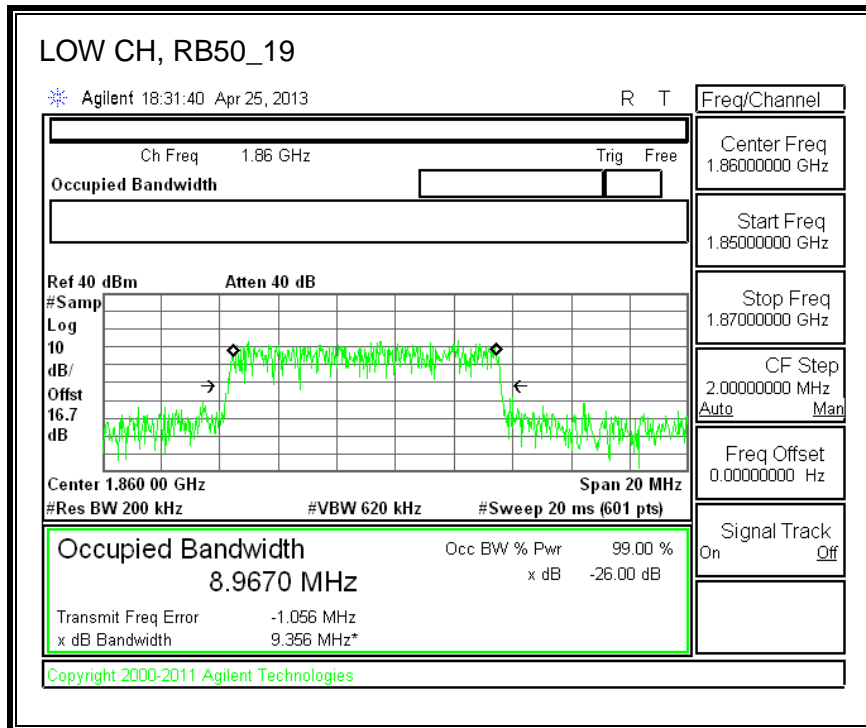 LOW CH, RB50_19
Agilent 18:31:40 Apr 25, 2013 R T
Freq/Channel
Ch Freq 1.86 GHz Trig Free
Occupied Bandwidth
Center Freq
1.86000000 GHz
Start Freq
1.85000000 GHz
Stop Freq
1.87000000 GHz
CF Step
2.00000000 MHz
Auto Man
Freq Offset
0.00000000 Hz
Signal Track
On Off
Ref 40 dBm Atten 40 dB
#Samp
Log
10
dB/
Offst
16.7
dB
Center 1.860 00 GHz Span 20 MHz
#Res BW 200 kHz #VBW 620 kHz #Sweep 20 ms (601 pts)
Occupied Bandwidth Occ BW % Pwr 99.00 %
8.9670 MHz x dB -26.00 dB
Transmit Freq Error -1.056 MHz
x dB Bandwidth 9.356 MHz*
Copyright 2000-2011 Agilent Technologies